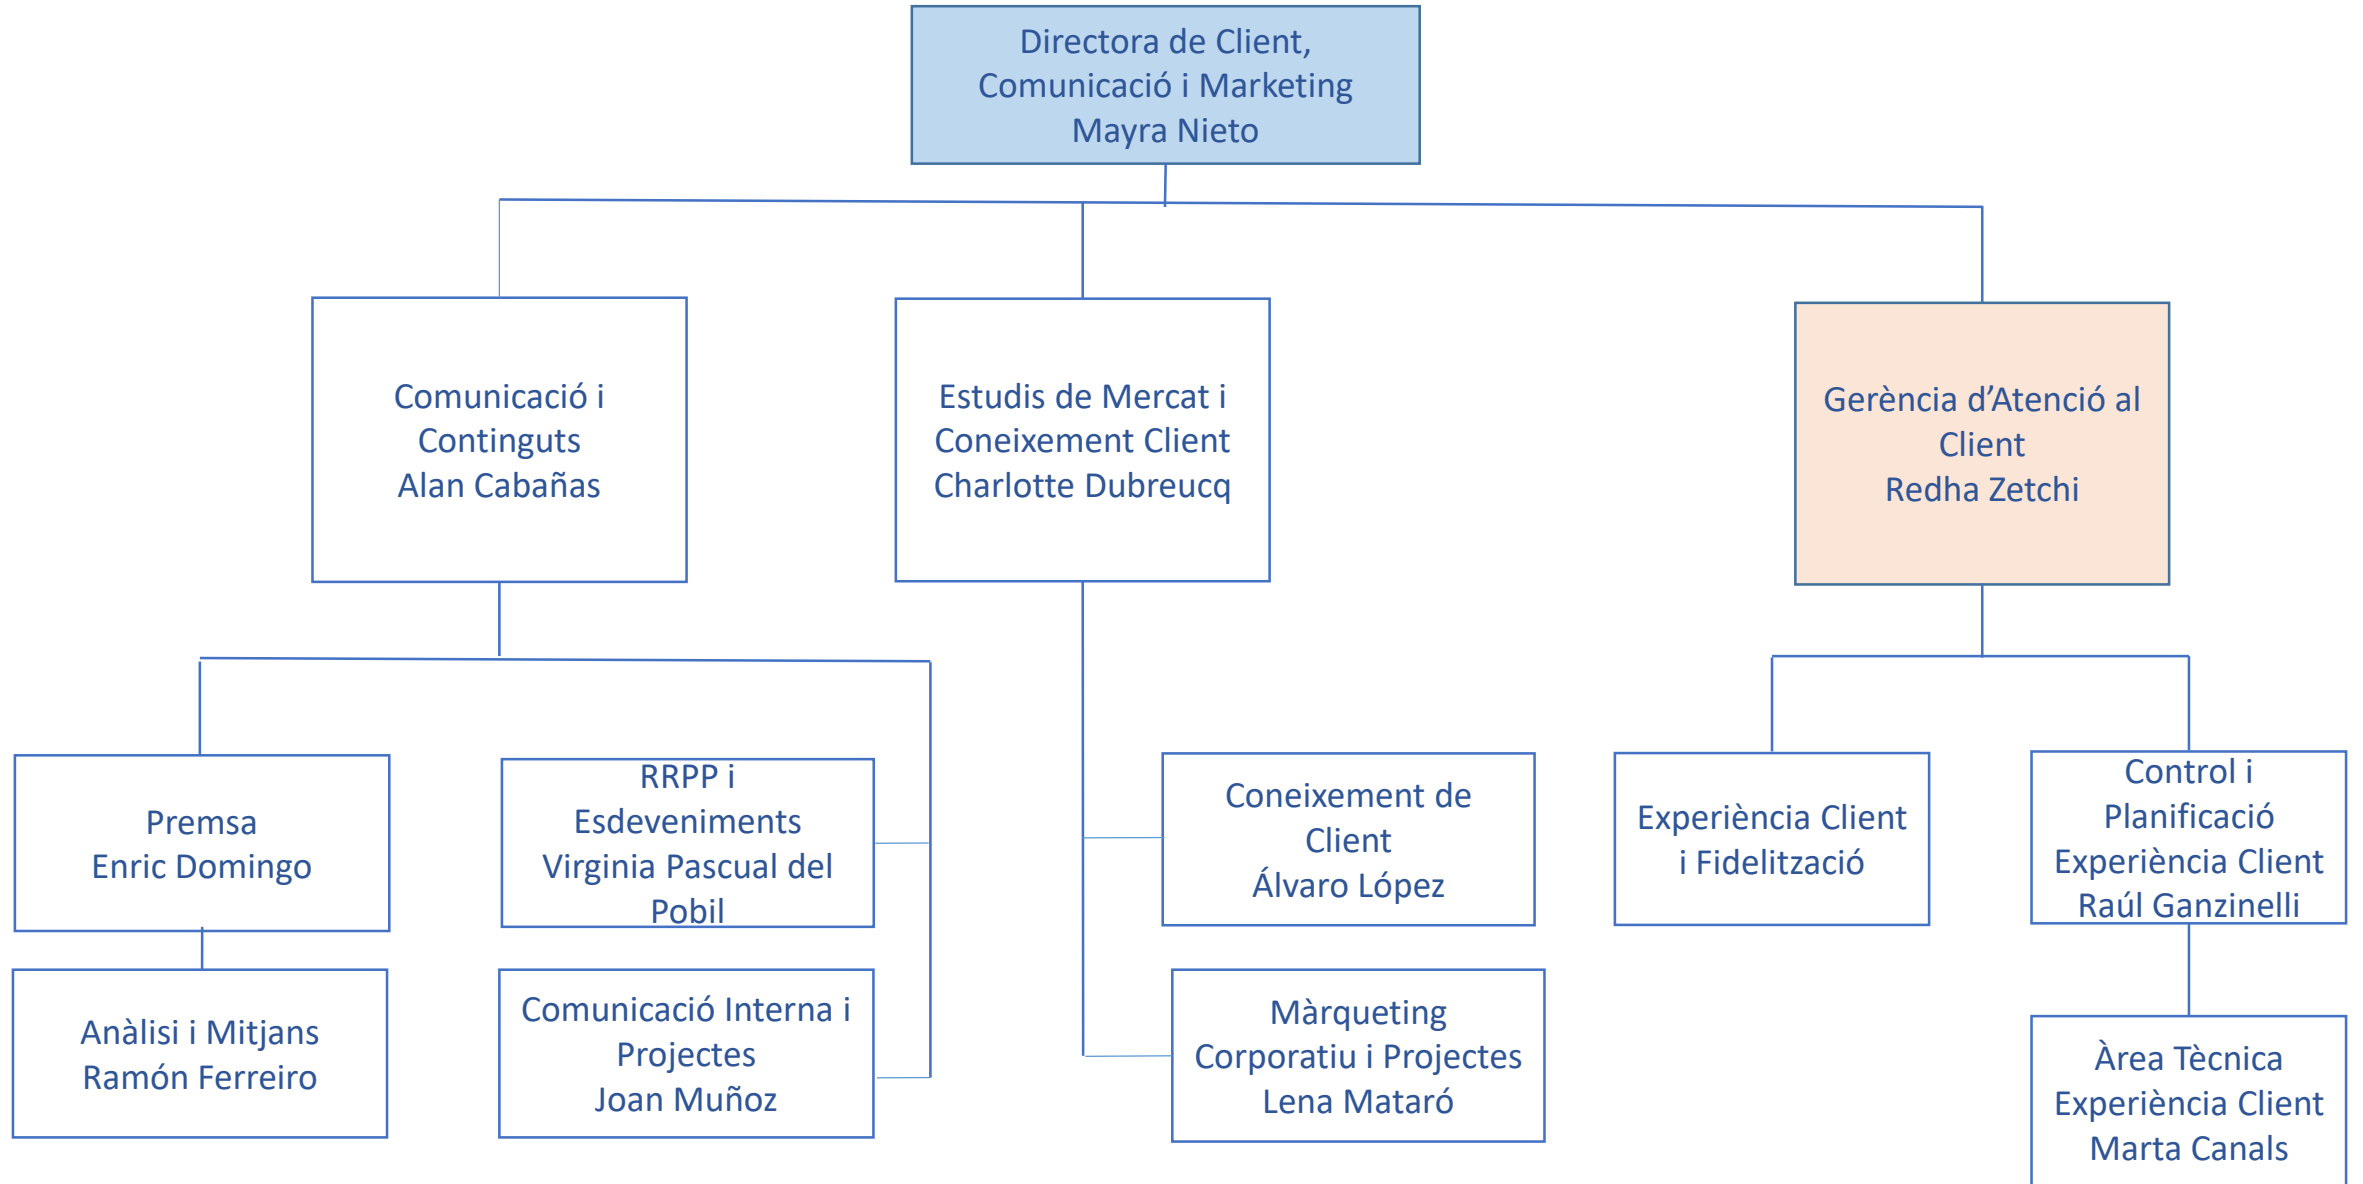 Directora de Client,
Comunicació i Marketing
Mayra Nieto
Comunicació i
Continguts
Alan Cabañas
Estudis de Mercat i
Coneixement Client
Charlotte Dubreucq
Gerència d’Atenció al
Client
Redha Zetchi
Premsa
Enric Domingo
RRPP i
Esdeveniments
Virginia Pascual del
Pobil
Coneixement de
Client
Álvaro López
Experiència Client
i Fidelització
Control i
Planificació
Experiència Client
Raúl Ganzinelli
Anàlisi i Mitjans
Ramón Ferreiro
Comunicació Interna i
Projectes
Joan Muñoz
Màrqueting
Corporatiu i Projectes
Lena Mataró
Àrea Tècnica
Experiència Client
Marta Canals